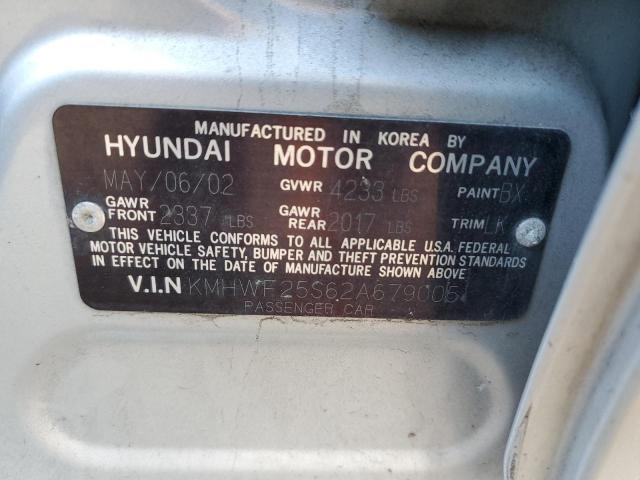 MANUFACTURED IN KOREA BY
HYUNDAI MOTOR COMPANY
MAY/06/02 GVWR 4233 LBS PAINT BX
GAWR FRONT 2337 LBS GAWR REAR 2017 LBS TRIM LK
THIS VEHICLE CONFORMS TO ALL APPLICABLE U.S.A. FEDERAL
MOTOR VEHICLE SAFETY, BUMPER AND THEFT PREVENTION STANDARDS
IN EFFECT ON THE DATE OF MANUFACTURE SHOWN ABOVE
V.I.N KMHWF25S62A679005
PASSENGER CAR